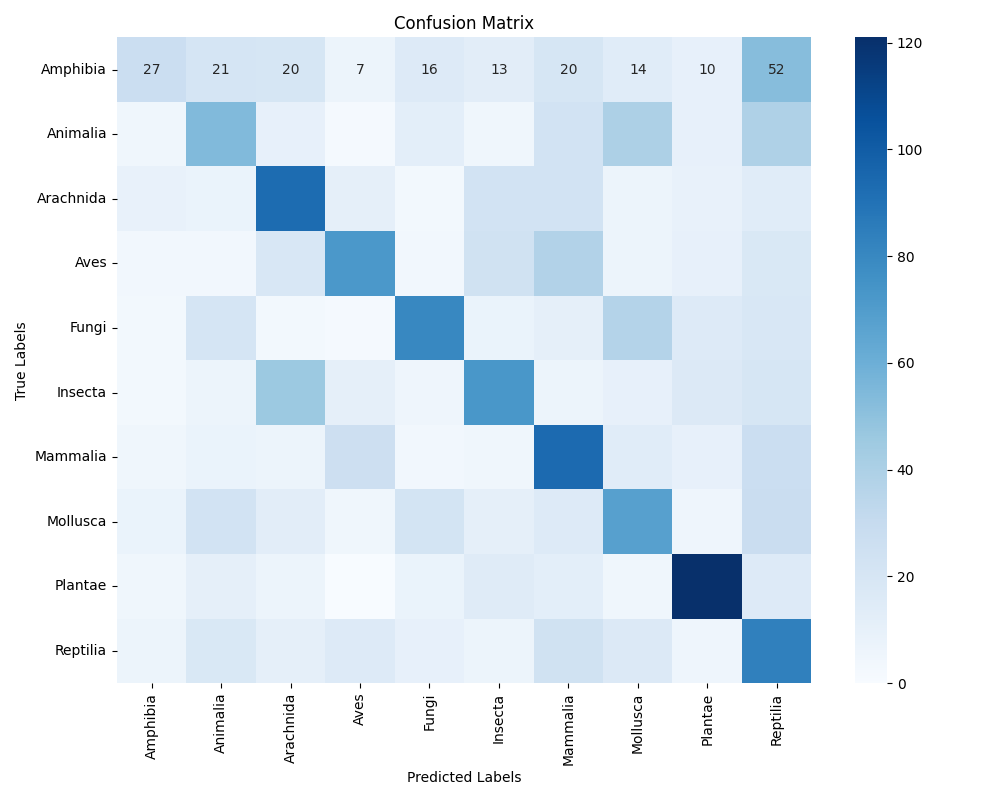 Confusion Matrix
True Labels
Amphibia 27 21 20 7 16 13 20 14 10 52
Animalia
Arachnida
Aves
Fungi
Insecta
Mammalia
Mollusca
Plantae
Reptilia
Amphibia Animalia Arachnida Aves Fungi Insecta Mammalia Mollusca Plantae Reptilia
Predicted Labels
120
100
80
60
40
20
0